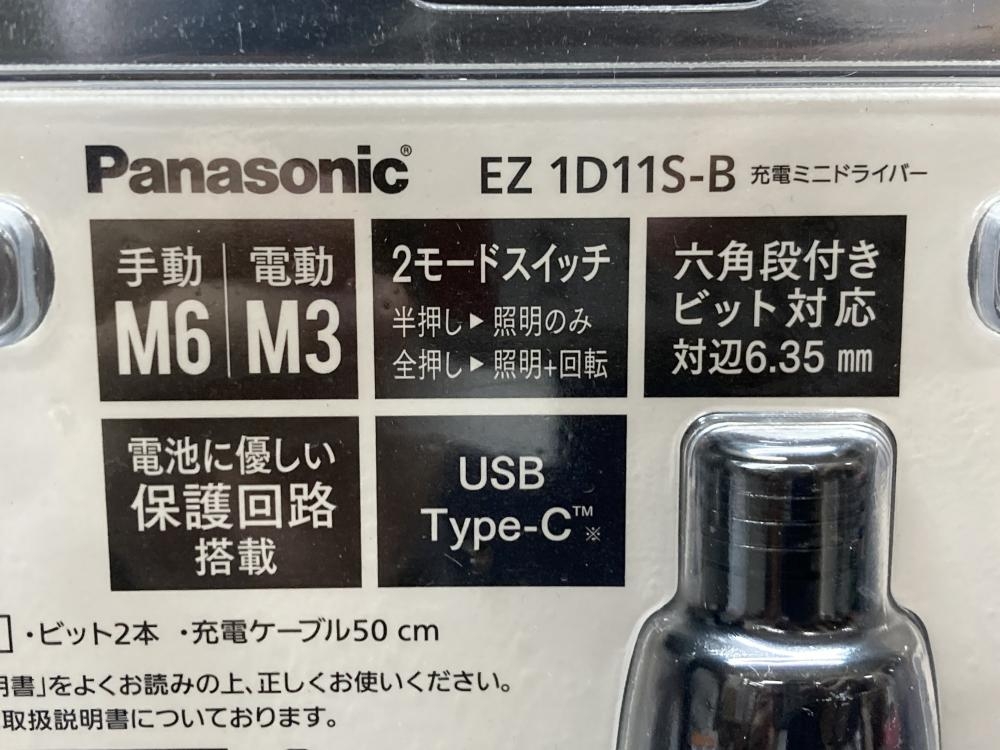 Panasonic® EZ 1D11S-B 充電ミニドライバー
手動 電動
M6 M3
2モードスイッチ
半押し▶照明のみ
全押し▶照明+回転
六角段付き
ビット対応
対辺6.35 mm
電池に優しい
保護回路
搭載
USB
Type-C™※
・ビット2本 ・充電ケーブル50 cm
明書」をよくお読みの上、正しくお使いください。
取扱説明書についております。